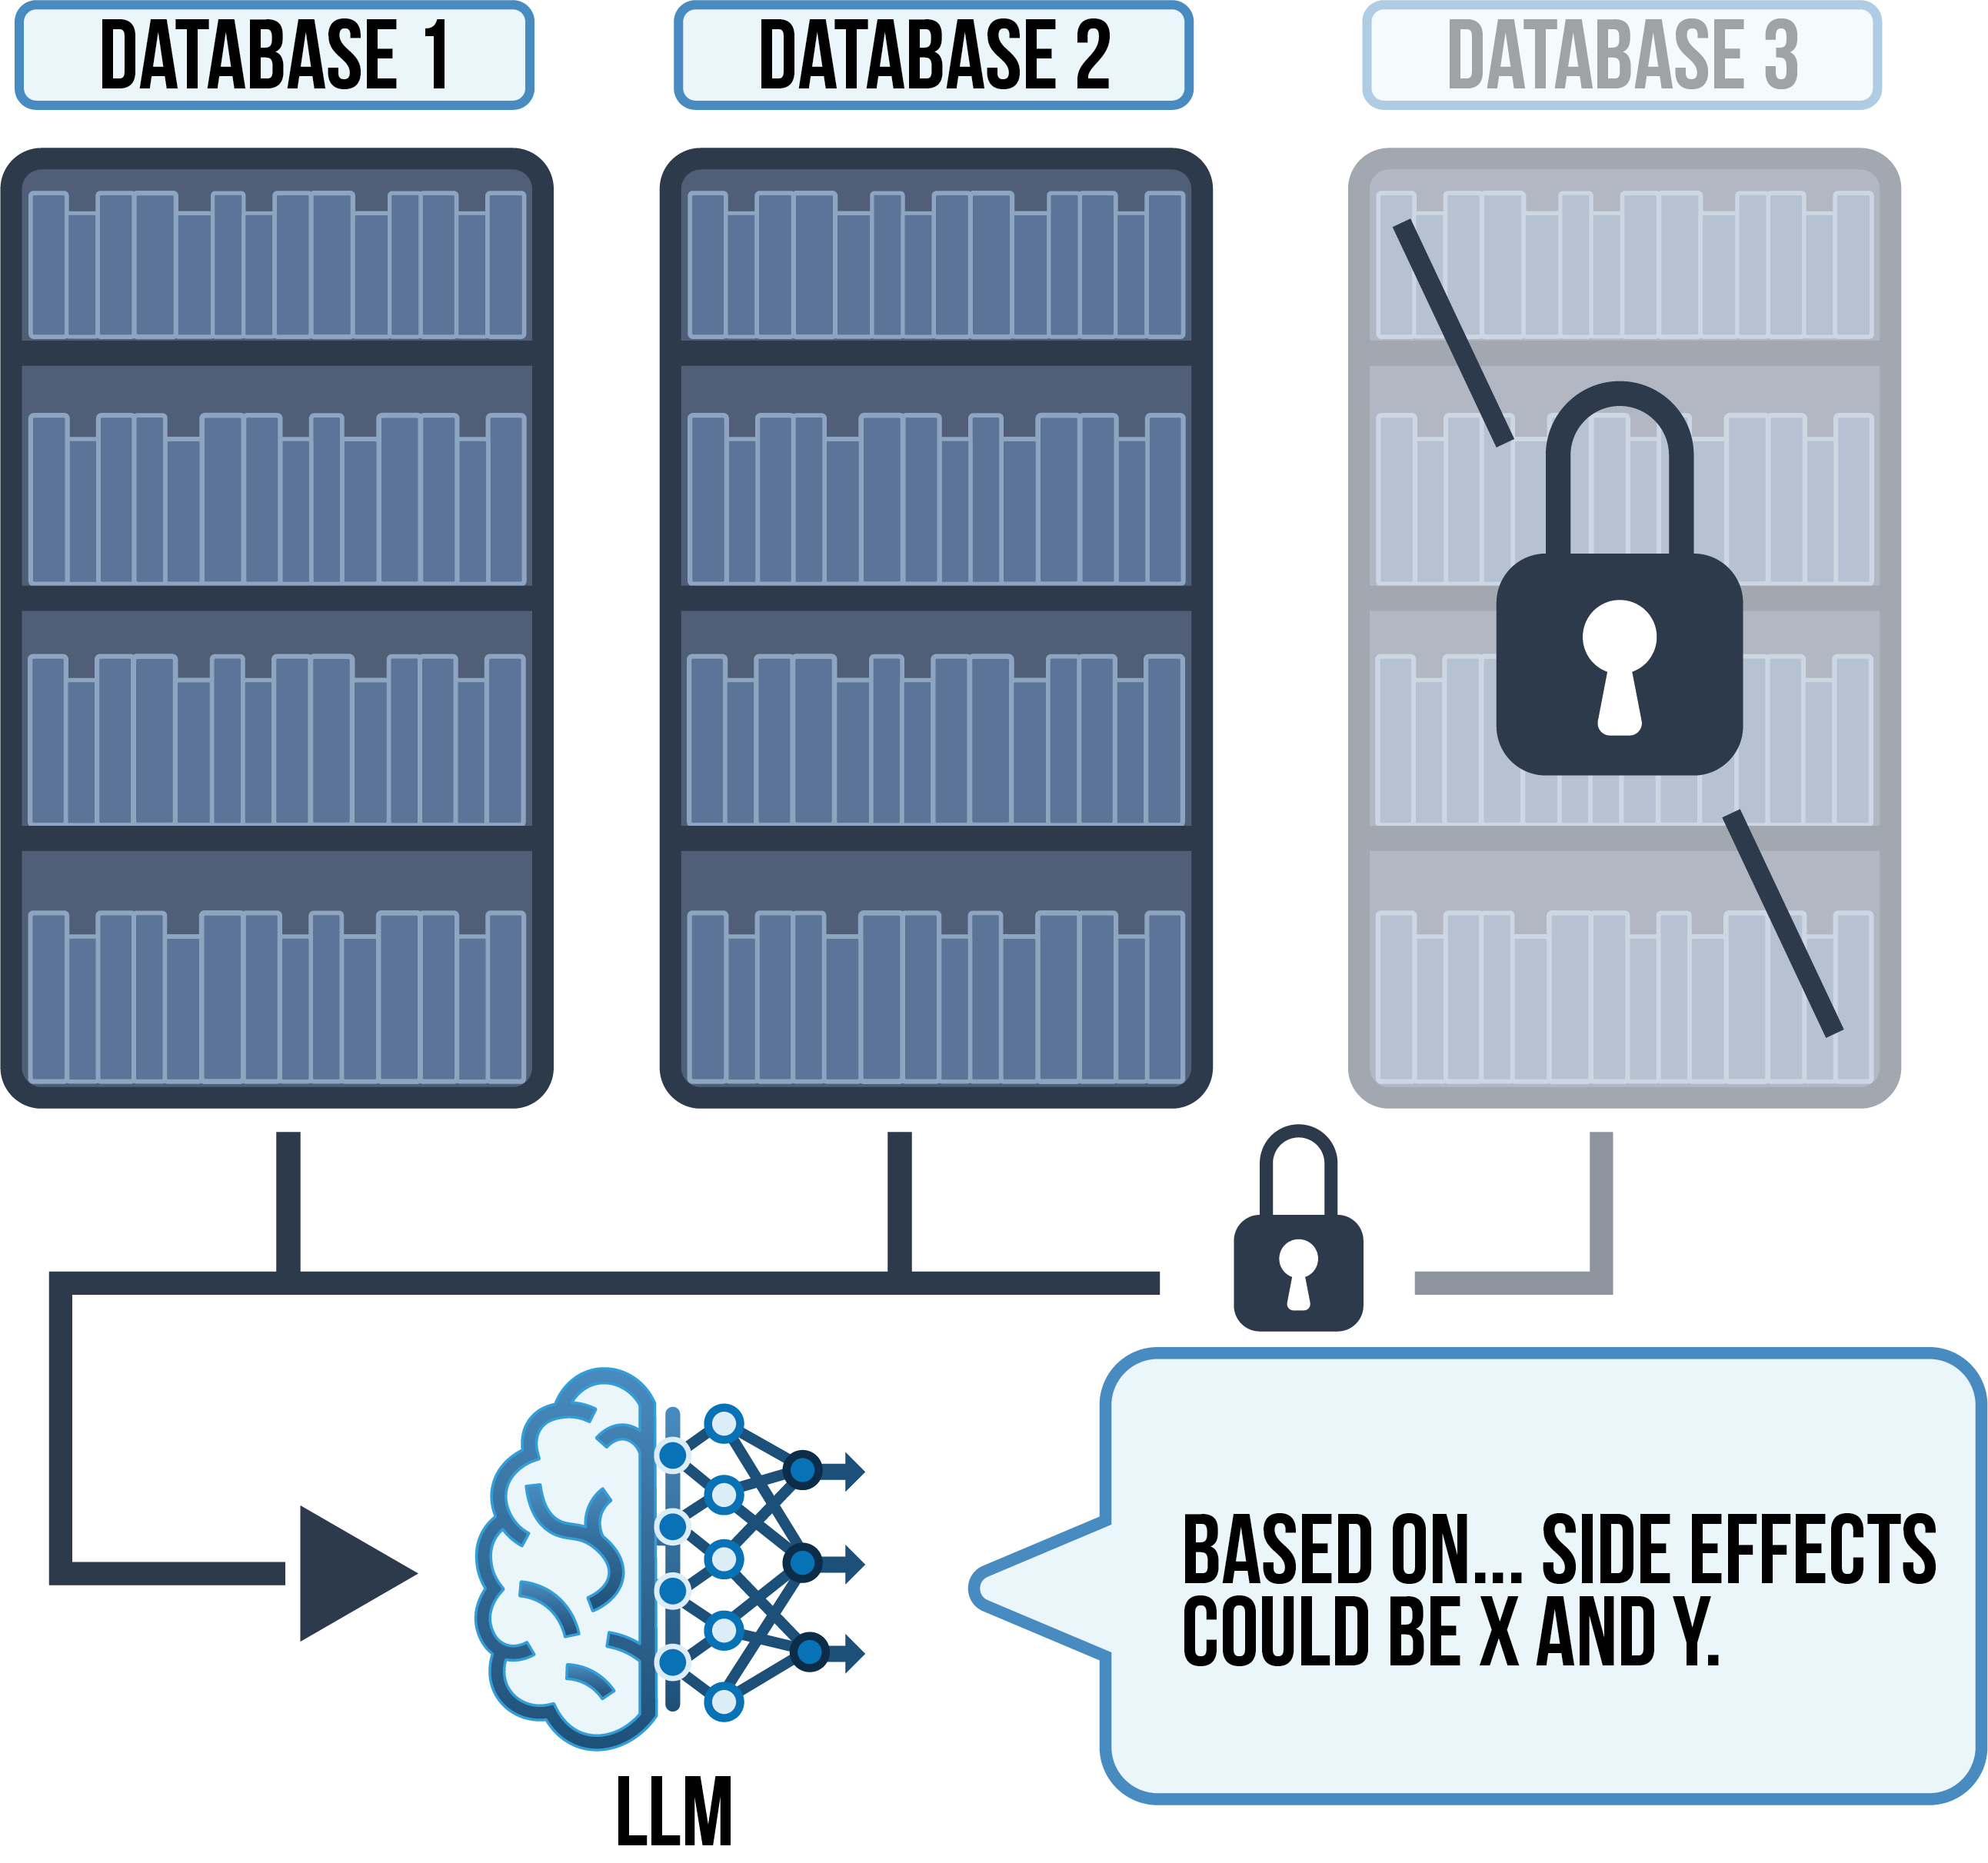 DATABASE 1
DATABASE 2
DATABASE 3
BASED ON... SIDE EFFECTS
COULD BE X AND Y.
LLM